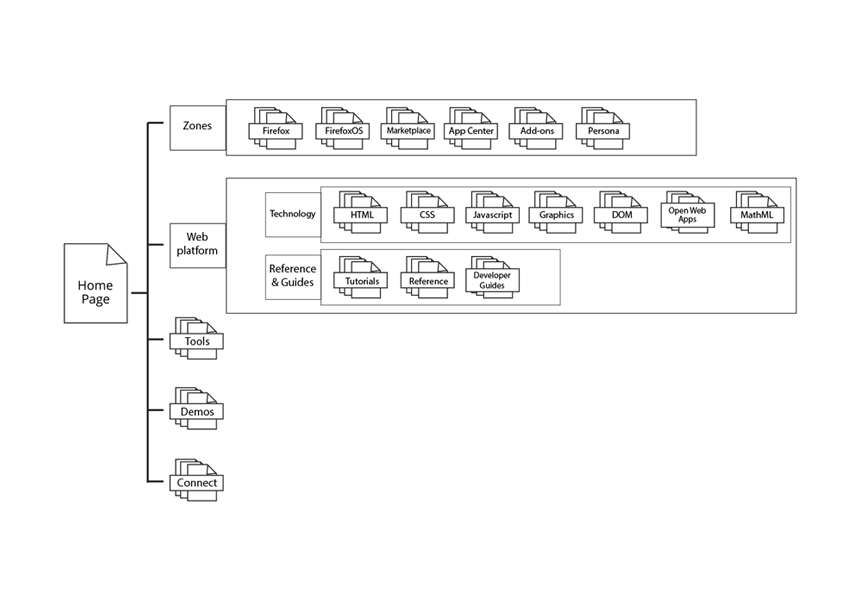 Zones
Firefox
FirefoxOS
Marketplace
App Center
Add-ons
Persona
Web
platform
Technology
HTML
CSS
Javascript
Graphics
DOM
Open Web
Apps
MathML
Reference
& Guides
Tutorials
Reference
Developer
Guides
Home
Page
Tools
Demos
Connect